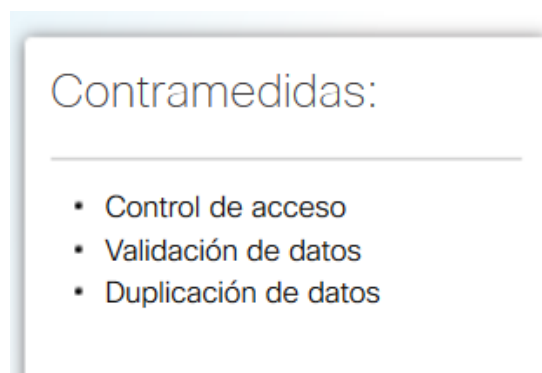 Contramedidas:
• Control de acceso
• Validación de datos
• Duplicación de datos